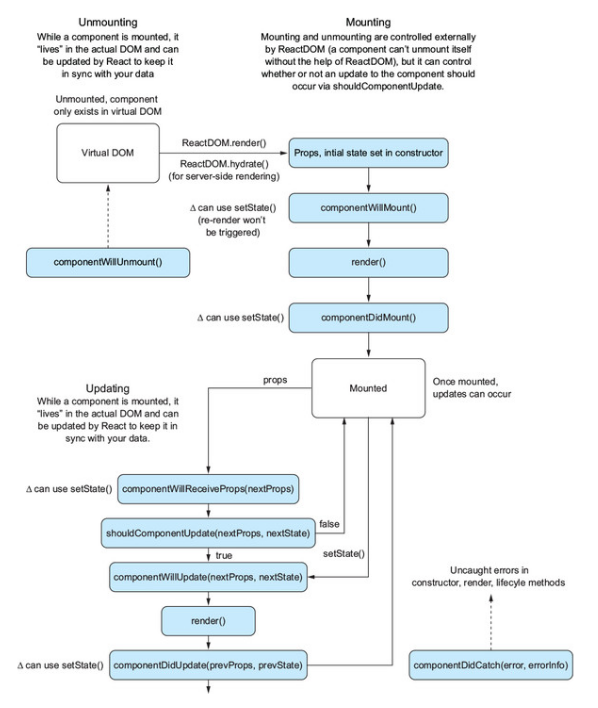 Unmounting
While a component is mounted, it
“lives” in the actual DOM and can
be updated by React to keep it
in sync with your data
Mounting
Mounting and unmounting are controlled externally
by ReactDOM (a component can’t unmount itself
without the help of ReactDOM), but it can control
whether or not an update to the component should
occur via shouldComponentUpdate.
Unmounted, component
only exists in virtual DOM
Virtual DOM
ReactDOM.render()
ReactDOM.hydrate()
(for server-side rendering)
Props, intial state set in constructor
Δ can use setState()
(re-render won’t
be triggered)
componentWillMount()
componentWillUnmount()
render()
Δ can use setState()
componentDidMount()
props
Mounted
Once mounted,
updates can occur
Updating
While a component is mounted, it
“lives” in the actual DOM and can
be updated by React to keep it in
sync with your data.
Δ can use setState()
componentWillReceiveProps(nextProps)
shouldComponentUpdate(nextProps, nextState)
false
true
setState()
componentWillUpdate(nextProps, nextState)
render()
Δ can use setState()
componentDidUpdate(prevProps, prevState)
Uncaught errors in
constructor, render, lifecyle methods
componentDidCatch(error, errorInfo)